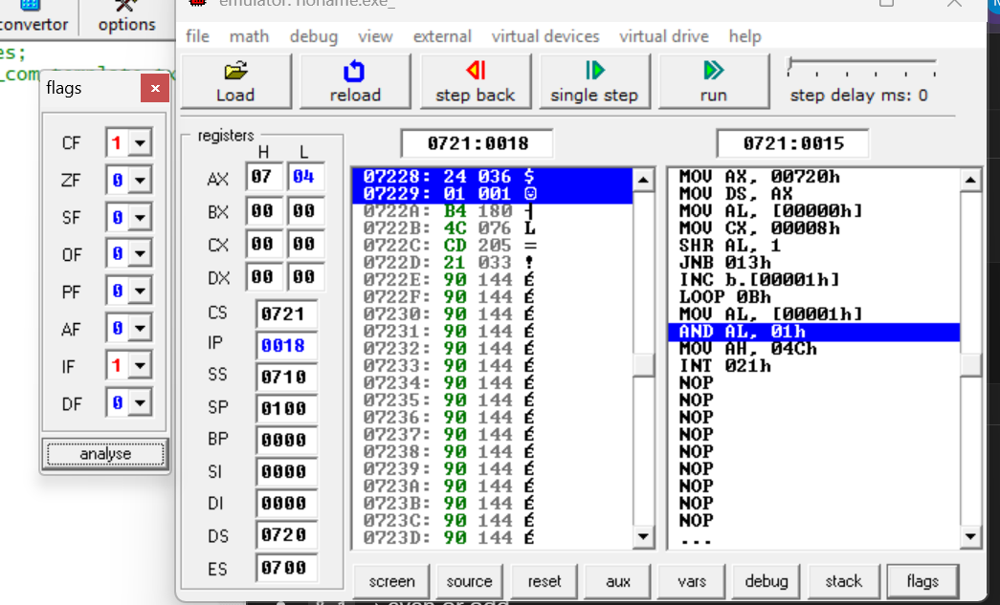 convertor
options
es;
emulator: noname.exe_
file math debug view external virtual devices virtual drive help
Load reload step back single step run step delay ms: 0
flags
CF 1
ZF 0
SF 0
OF 0
PF 0
AF 0
IF 1
DF 0
analyse
registers
H L
AX 07 04
BX 00 00
CX 00 00
DX 00 00
CS 0721
IP 0018
SS 0710
SP 0100
BP 0000
SI 0000
DI 0000
DS 0720
ES 0700
0721:0018
07228: 24 036 $
07229: 01 001 ☺
0722A: B4 180 ┤
0722B: 4C 076 L
0722C: CD 205 =
0722D: 21 033 !
0722E: 90 144 É
0722F: 90 144 É
07230: 90 144 É
07231: 90 144 É
07232: 90 144 É
07233: 90 144 É
07234: 90 144 É
07235: 90 144 É
07236: 90 144 É
07237: 90 144 É
07238: 90 144 É
07239: 90 144 É
0723A: 90 144 É
0723B: 90 144 É
0723C: 90 144 É
0723D: 90 144 É
0721:0015
MOV AX, 00720h
MOV DS, AX
MOV AL, [00000h]
MOV CX, 00008h
SHR AL, 1
JNB 013h
INC b.[00001h]
LOOP 0Bh
MOV AL, [00001h]
AND AL, 01h
MOV AH, 04Ch
INT 021h
NOP
NOP
NOP
NOP
NOP
NOP
NOP
NOP
NOP
...
screen source reset aux vars debug stack flags
even or odd